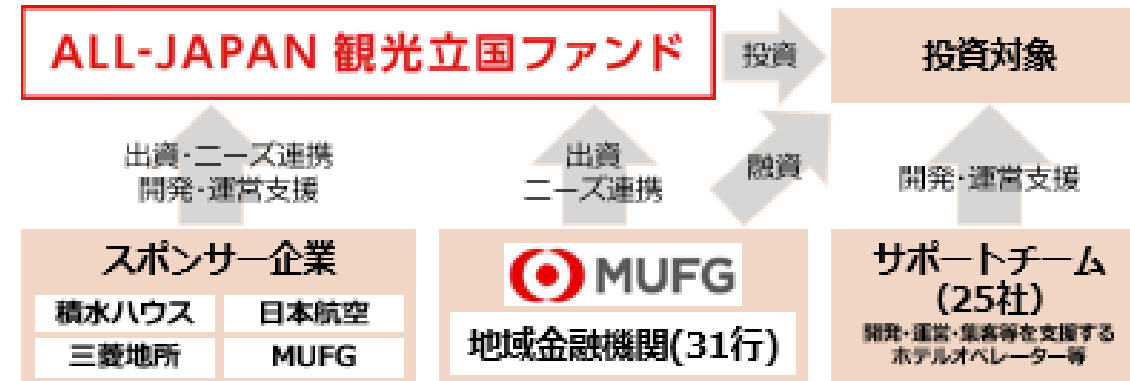 ALL-JAPAN 観光立国ファンド
投資
投資対象
出資・ニーズ連携
開発・運営支援
出資
ニーズ連携
融資
開発・運営支援
スポンサー企業
積水ハウス
日本航空
三菱地所
MUFG
MUFG
地域金融機関(31行)
サポートチーム
(25社)
開発・運営・集客等を支援する
ホテルオペレーター等